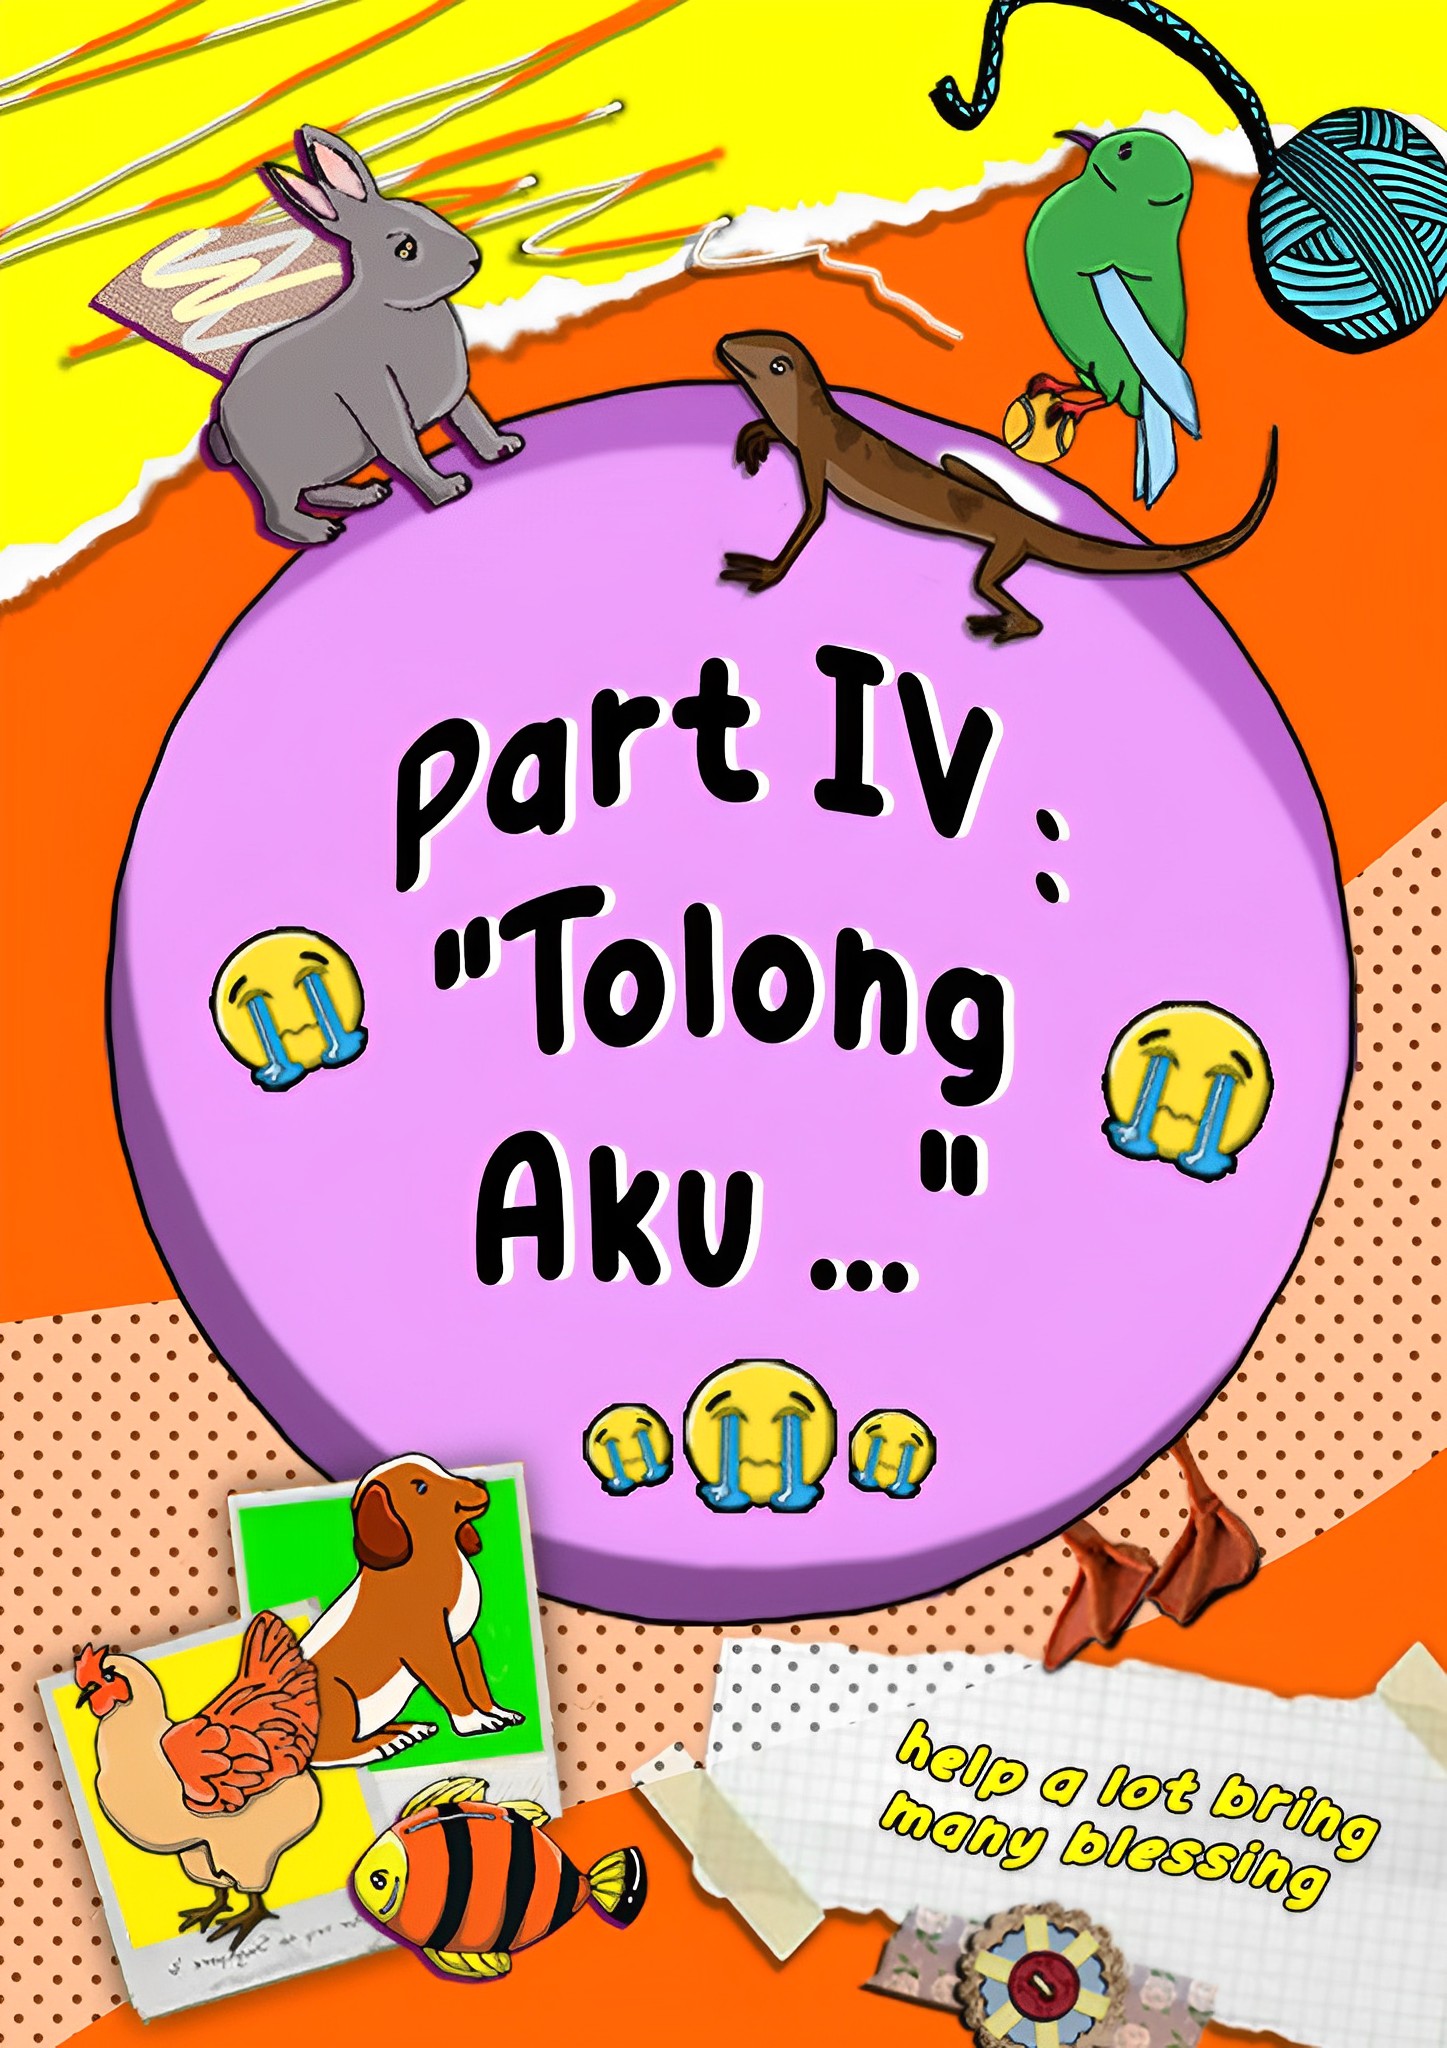 Part IV :
"Tolong
Aku ..."
help a lot bring
many blessing